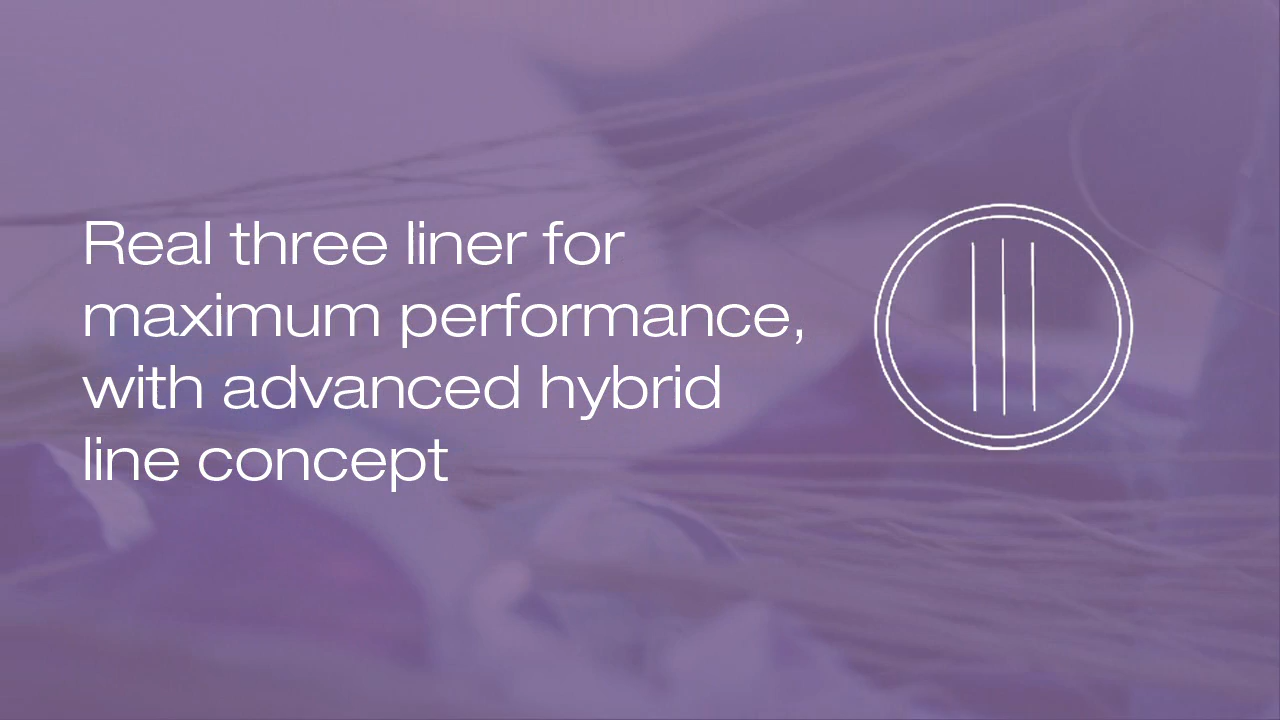 Real three liner for
maximum performance,
with advanced hybrid
line concept